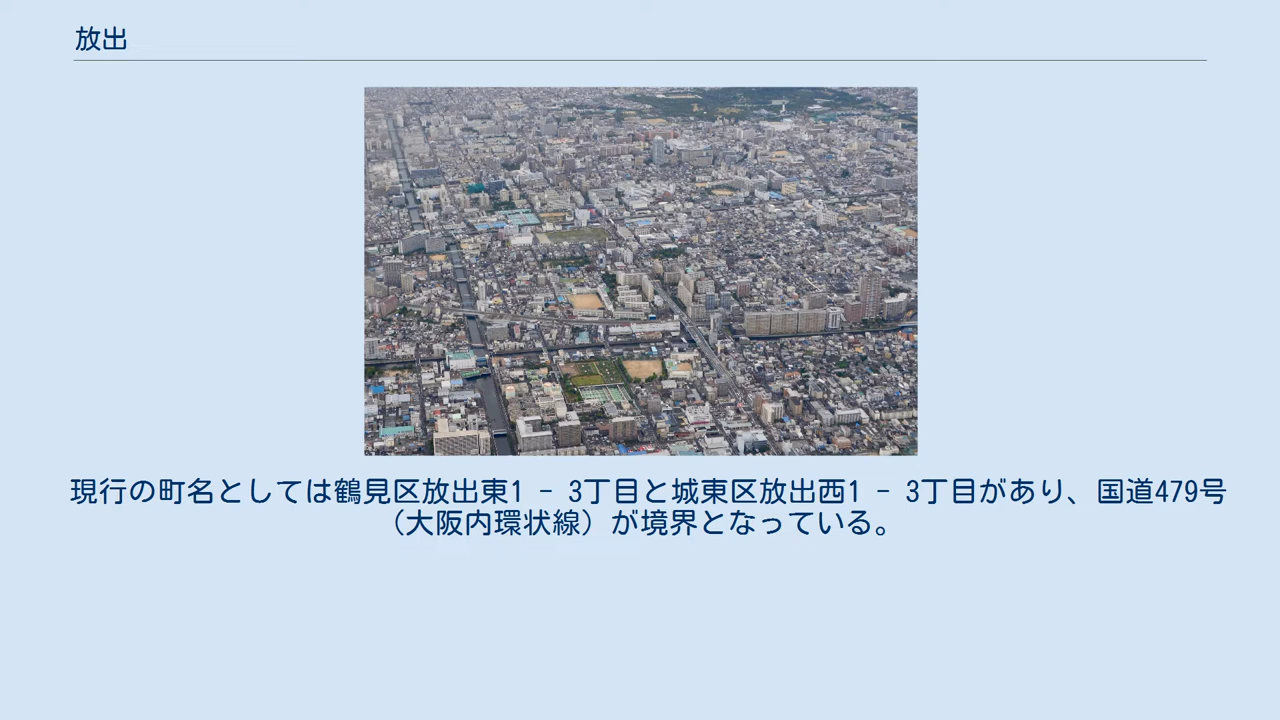 放出
現行の町名としては鶴見区放出東1 - 3丁目と城東区放出西1 - 3丁目があり、国道479号
（大阪内環状線）が境界となっている。